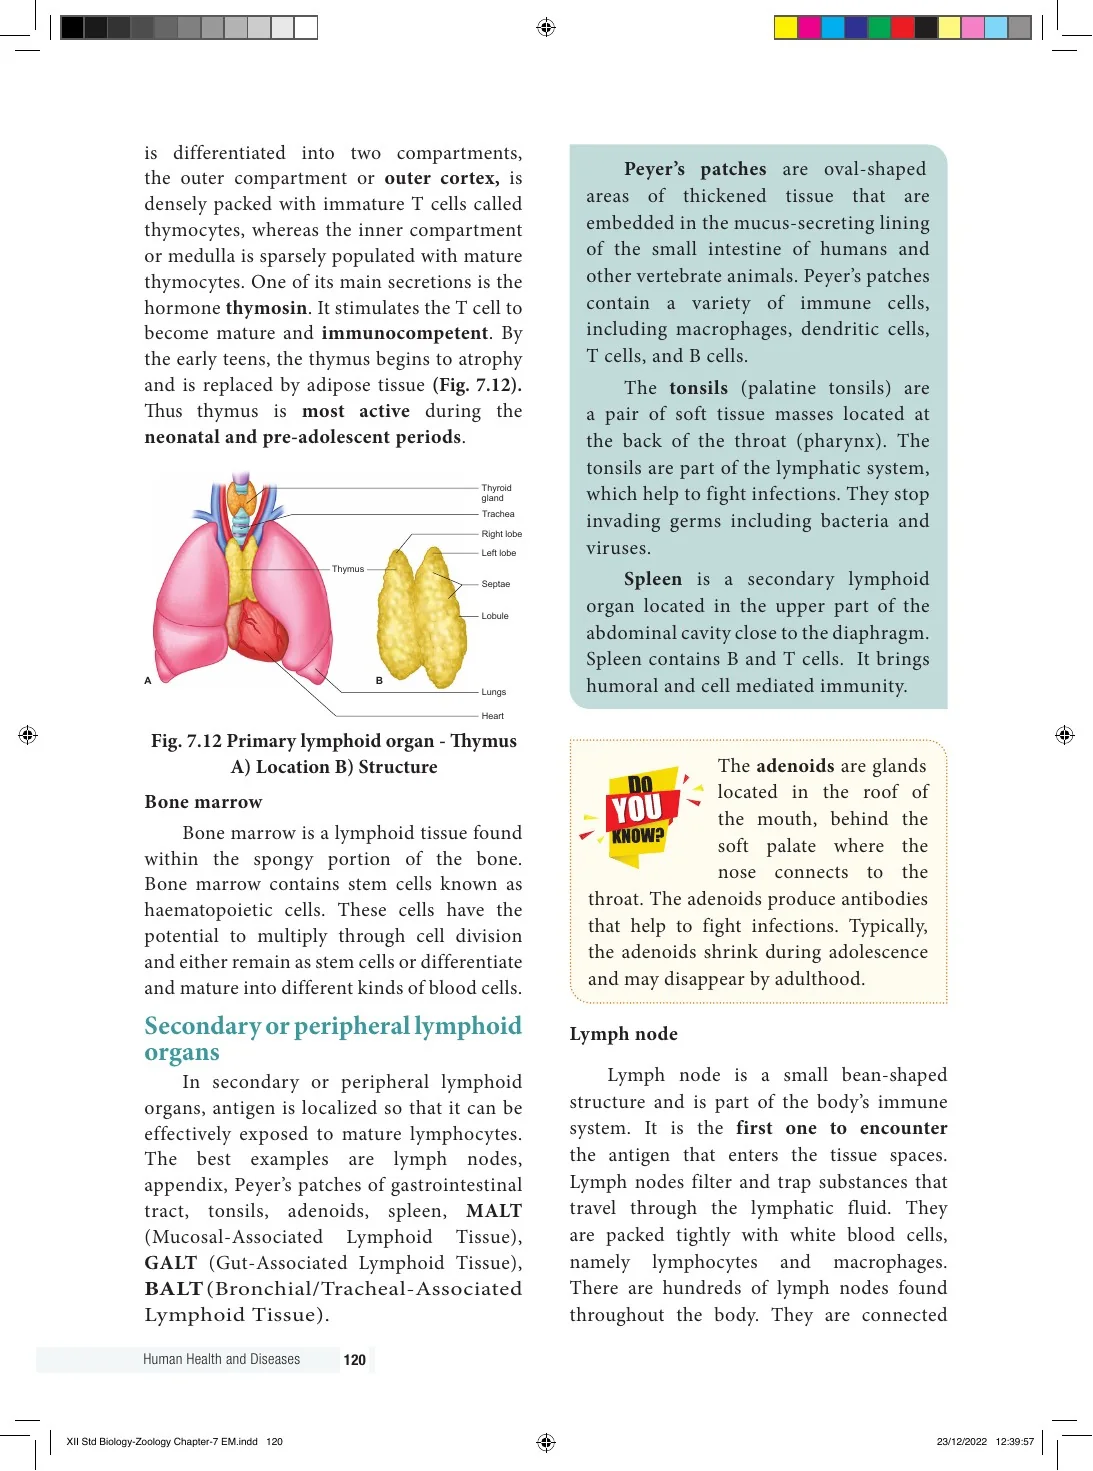 is differentiated into two compartments,
the outer compartment or outer cortex, is
densely packed with immature T cells called
thymocytes, whereas the inner compartment
or medulla is sparsely populated with mature
thymocytes. One of its main secretions is the
hormone thymosin. It stimulates the T cell to
become mature and immunocompetent. By
the early teens, the thymus begins to atrophy
and is replaced by adipose tissue (Fig. 7.12).
Thus thymus is most active during the
neonatal and pre-adolescent periods.
Thyroid
gland
Trachea
Right lobe
Left lobe
Thymus
Septae
Lobule
A
B
Lungs
Heart
Fig. 7.12 Primary lymphoid organ - Thymus
A) Location B) Structure
Bone marrow
Bone marrow is a lymphoid tissue found
within the spongy portion of the bone.
Bone marrow contains stem cells known as
haematopoietic cells. These cells have the
potential to multiply through cell division
and either remain as stem cells or differentiate
and mature into different kinds of blood cells.
Secondary or peripheral lymphoid
organs
In secondary or peripheral lymphoid
organs, antigen is localized so that it can be
effectively exposed to mature lymphocytes.
The best examples are lymph nodes,
appendix, Peyer's patches of gastrointestinal
tract, tonsils, adenoids, spleen, MALT
(Mucosal-Associated Lymphoid Tissue),
GALT (Gut-Associated Lymphoid Tissue),
BALT (Bronchial/Tracheal-Associated
Lymphoid Tissue).
Peyer's patches are oval-shaped
areas of thickened tissue that are
embedded in the mucus-secreting lining
of the small intestine of humans and
other vertebrate animals. Peyer's patches
contain a variety of immune cells,
including macrophages, dendritic cells,
T cells, and B cells.
The tonsils (palatine tonsils) are
a pair of soft tissue masses located at
the back of the throat (pharynx). The
tonsils are part of the lymphatic system,
which help to fight infections. They stop
invading germs including bacteria and
viruses.
Spleen is a secondary lymphoid
organ located in the upper part of the
abdominal cavity close to the diaphragm.
Spleen contains B and T cells. It brings
humoral and cell mediated immunity.
DO
YOU
KNOW?
The adenoids are glands
located in the roof of
the mouth, behind the
soft palate where the
nose connects to the
throat. The adenoids produce antibodies
that help to fight infections. Typically,
the adenoids shrink during adolescence
and may disappear by adulthood.
Lymph node
Lymph node is a small bean-shaped
structure and is part of the body's immune
system. It is the first one to encounter
the antigen that enters the tissue spaces.
Lymph nodes filter and trap substances that
travel through the lymphatic fluid. They
are packed tightly with white blood cells,
namely lymphocytes and macrophages.
There are hundreds of lymph nodes found
throughout the body. They are connected
Human Health and Diseases 120
XII Std Biology-Zoology Chapter-7 EM.indd 120
23/12/2022 12:39:57